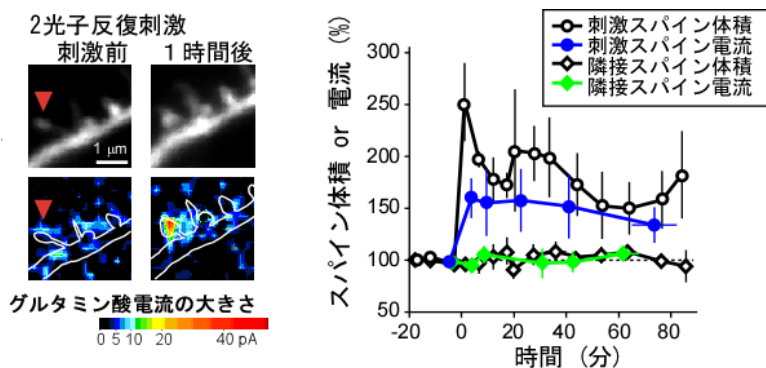 2光子反復刺激
刺激前 1時間後
1 μm
グルタミン酸電流の大きさ
0 5 10 20 40 pA
スパイン体積 or 電流 (%)
300
250
200
150
100
50
-20 0 20 40 60 80
時間 (分)
刺激スパイン体積
刺激スパイン電流
隣接スパイン体積
隣接スパイン電流